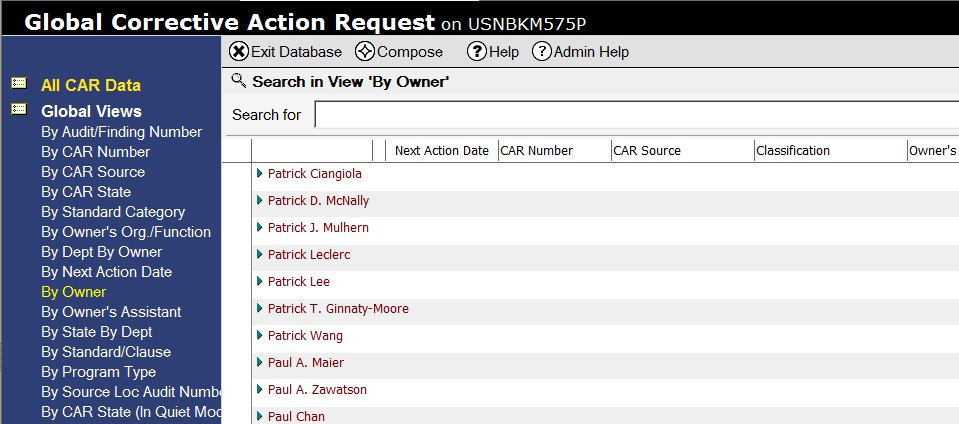 Global Corrective Action Request on USNBKM575P
Exit Database Compose Help Admin Help
All CAR Data
Global Views
By Audit/Finding Number
By CAR Number
By CAR Source
By CAR State
By Standard Category
By Owner's Org./Function
By Dept By Owner
By Next Action Date
By Owner
By Owner's Assistant
By State By Dept
By Standard/Clause
By Program Type
By Source Loc Audit Numbe
By CAR State (In Quiet Mod
Search in View 'By Owner'
Search for
Next Action Date CAR Number CAR Source Classification Owner's
Patrick Ciangiola
Patrick D. McNally
Patrick J. Mulhern
Patrick Leclerc
Patrick Lee
Patrick T. Ginnaty-Moore
Patrick Wang
Paul A. Maier
Paul A. Zawatson
Paul Chan